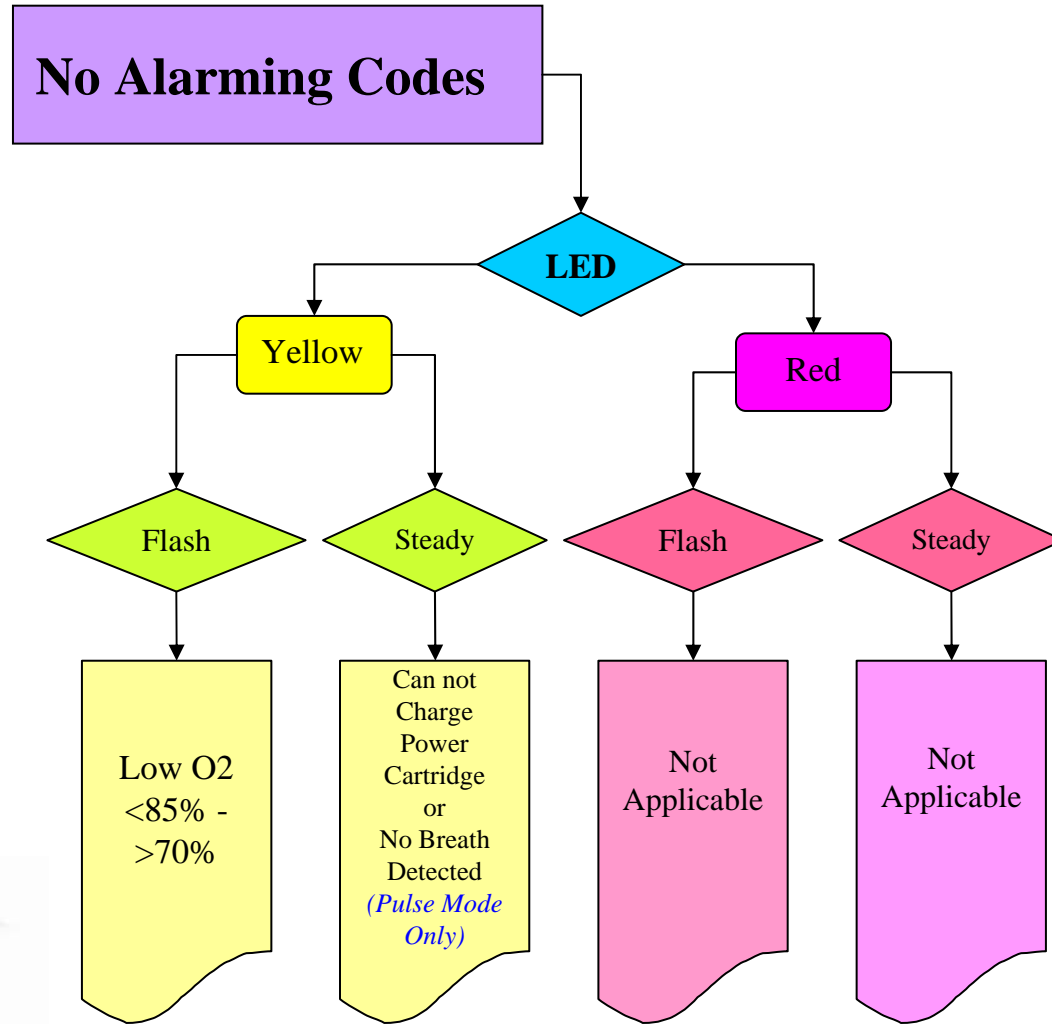 No Alarming Codes
LED
Yellow
Red
Flash
Steady
Flash
Steady
Low O2
<85% -
>70%
Can not
Charge
Power
Cartridge
or
No Breath
Detected
(Pulse Mode
Only)
Not
Applicable
Not
Applicable